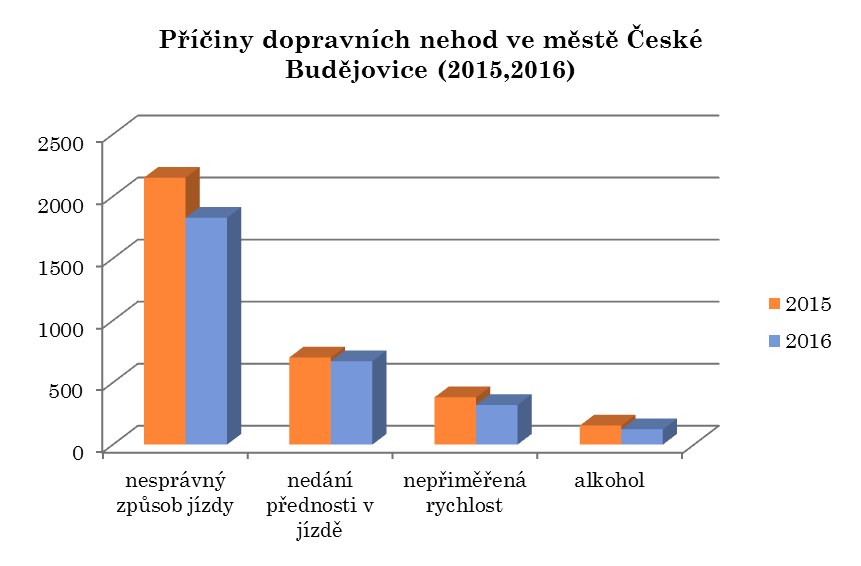 Příčiny dopravních nehod ve městě České
Budějovice (2015,2016)
2500
2000
1500
1000
500
0
nesprávný
způsob jízdy
nedání
přednosti v
jízdě
nepřiměřená
rychlost
alkohol
2015
2016